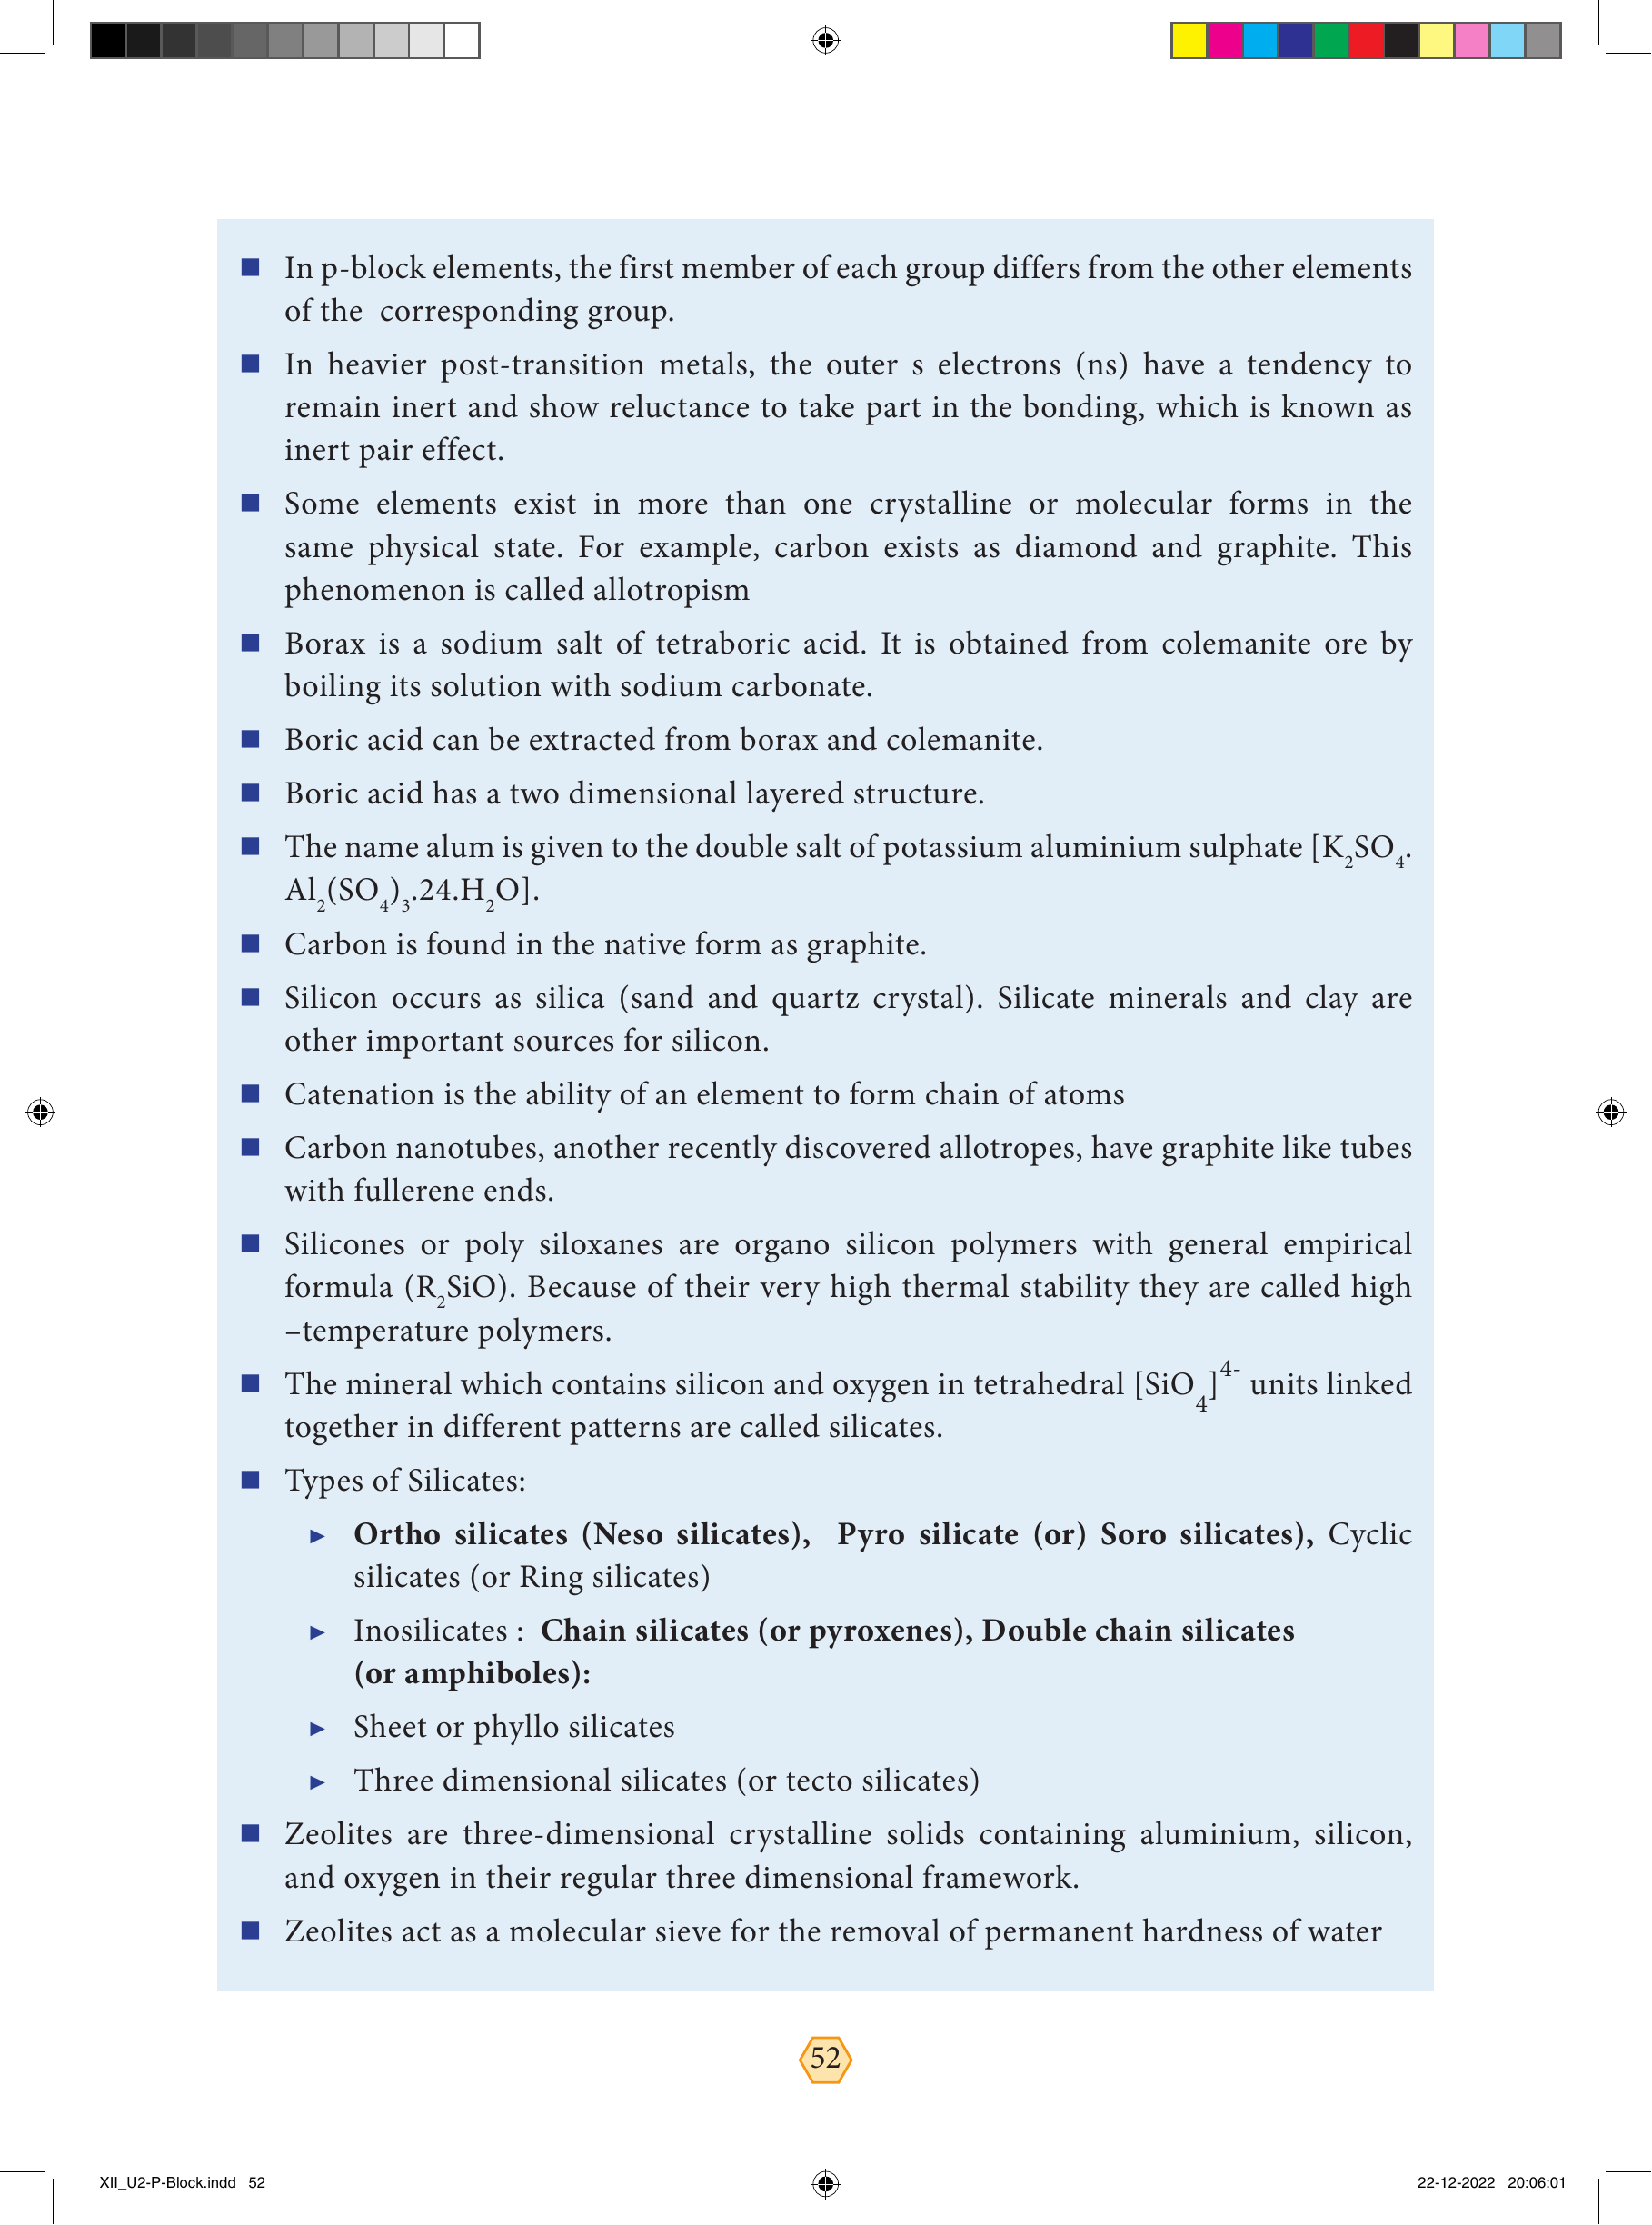 ■ In p-block elements, the first member of each group differs from the other elements
of the  corresponding group.
■ In heavier post-transition metals, the outer s electrons (ns) have a tendency to
remain inert and show reluctance to take part in the bonding, which is known as
inert pair effect.
■ Some elements exist in more than one crystalline or molecular forms in the
same physical state. For example, carbon exists as diamond and graphite. This
phenomenon is called allotropism
■ Borax is a sodium salt of tetraboric acid. It is obtained from colemanite ore by
boiling its solution with sodium carbonate.
■ Boric acid can be extracted from borax and colemanite.
■ Boric acid has a two dimensional layered structure.
■ The name alum is given to the double salt of potassium aluminium sulphate [K₂SO₄.
Al₂(SO₄)₃.24.H₂O].
■ Carbon is found in the native form as graphite.
■ Silicon occurs as silica (sand and quartz crystal). Silicate minerals and clay are
other important sources for silicon.
■ Catenation is the ability of an element to form chain of atoms
■ Carbon nanotubes, another recently discovered allotropes, have graphite like tubes
with fullerene ends.
■ Silicones or poly siloxanes are organo silicon polymers with general empirical
formula (R₂SiO). Because of their very high thermal stability they are called high
–temperature polymers.
■ The mineral which contains silicon and oxygen in tetrahedral [SiO₄]⁴⁻ units linked
together in different patterns are called silicates.
■ Types of Silicates:
► Ortho silicates (Neso silicates),  Pyro silicate (or) Soro silicates), Cyclic
silicates (or Ring silicates)
► Inosilicates :  Chain silicates (or pyroxenes), Double chain silicates
(or amphiboles):
► Sheet or phyllo silicates
► Three dimensional silicates (or tecto silicates)
■ Zeolites are three-dimensional crystalline solids containing aluminium, silicon,
and oxygen in their regular three dimensional framework.
■ Zeolites act as a molecular sieve for the removal of permanent hardness of water
52
XII_U2-P-Block.indd   52
22-12-2022   20:06:01